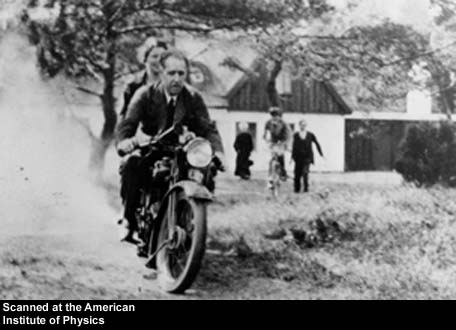 Scanned at the American
Institute of Physics